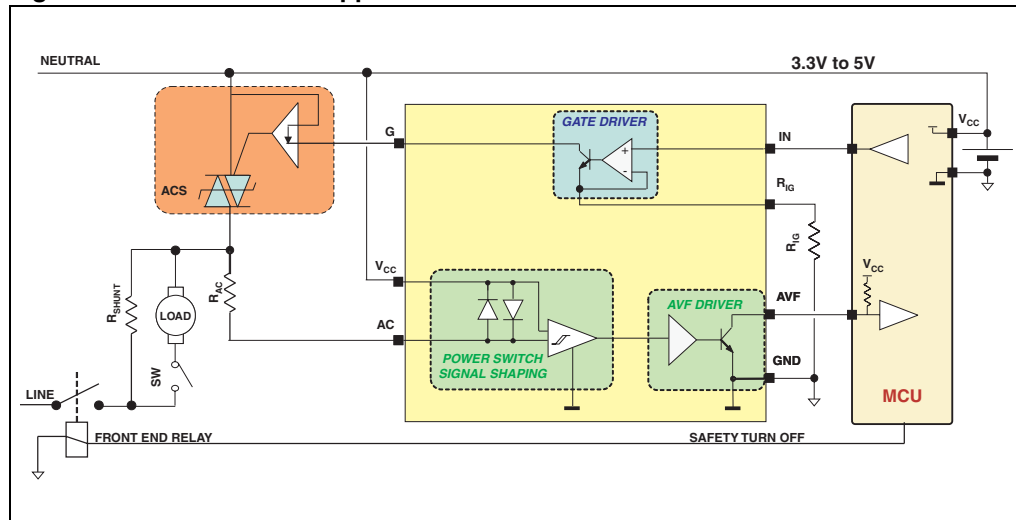 NEUTRAL
3.3V to 5V
ACS
G
GATE DRIVER
IN
VCC
RIG
RIG
RSHUNT
LOAD
RAC
VCC
AC
POWER SWITCH
SIGNAL SHAPING
AVF DRIVER
VCC
AVF
GND
SW
LINE
MCU
FRONT END RELAY
SAFETY TURN OFF